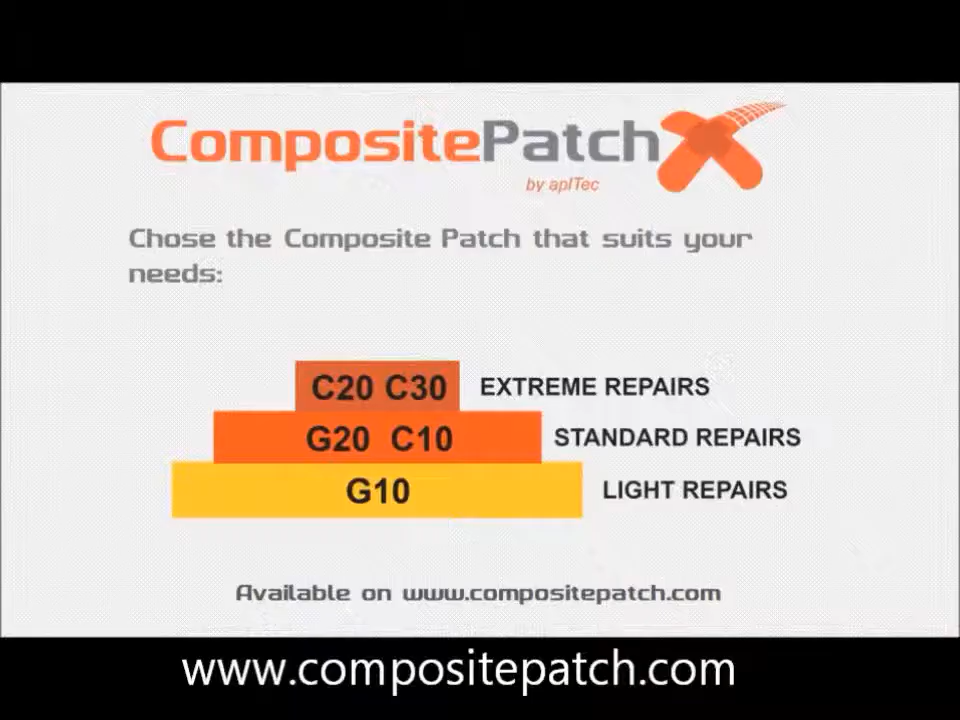 CompositePatch
by apITec
Chose the Composite Patch that suits your
needs:
C20 C30 EXTREME REPAIRS
G20 C10 STANDARD REPAIRS
G10 LIGHT REPAIRS
Available on www.compositepatch.com
www.compositepatch.com